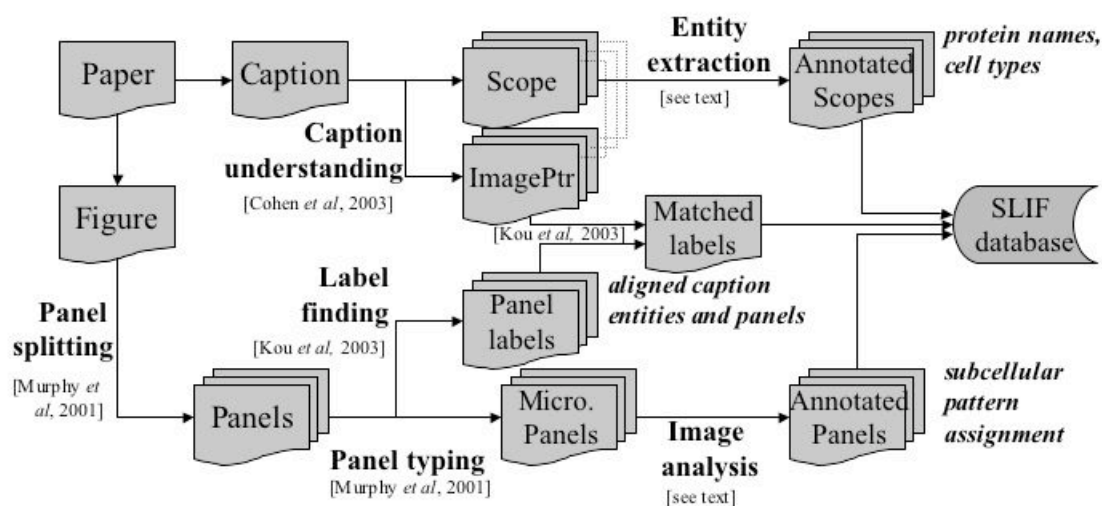 Paper
Caption
Scope
Entity
extraction
[see text]
Annotated
Scopes
protein names,
cell types
Caption
understanding
[Cohen et al, 2003]
ImagePtr
Figure
[Kou et al, 2003]
Matched
labels
SLIF
database
Label
finding
[Kou et al, 2003]
Panel
labels
aligned caption
entities and panels
Panel
splitting
[Murphy et
al, 2001]
Panels
Panel typing
[Murphy et al, 2001]
Micro.
Panels
Image
analysis
[see text]
Annotated
Panels
subcellular
pattern
assignment